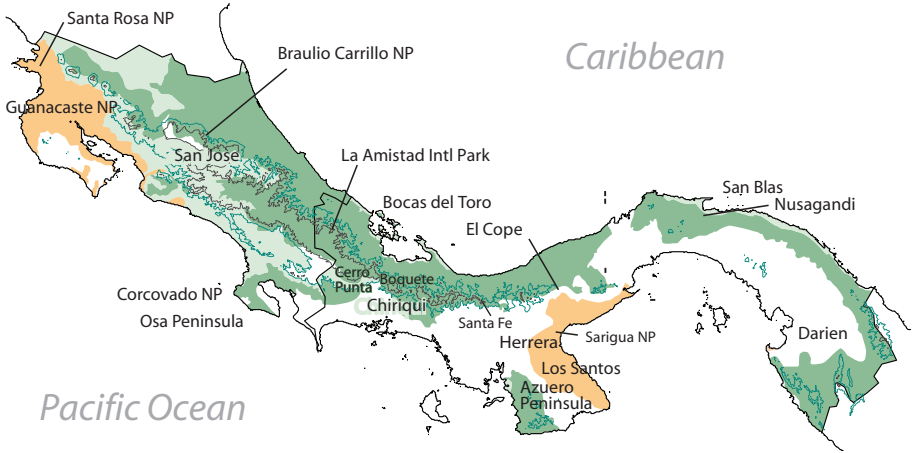 Santa Rosa NP
Braulio Carrillo NP
Caribbean
Guanacaste NP
San Jose
La Amistad Intl Park
San Blas
Bocas del Toro
Nusagandi
El Cope
Cerro
Punta
Boquete
Corcovado NP
Chiriqui
Osa Peninsula
Santa Fe
Sarigua NP
Darien
Herrera
Los Santos
Azuero
Peninsula
Pacific Ocean